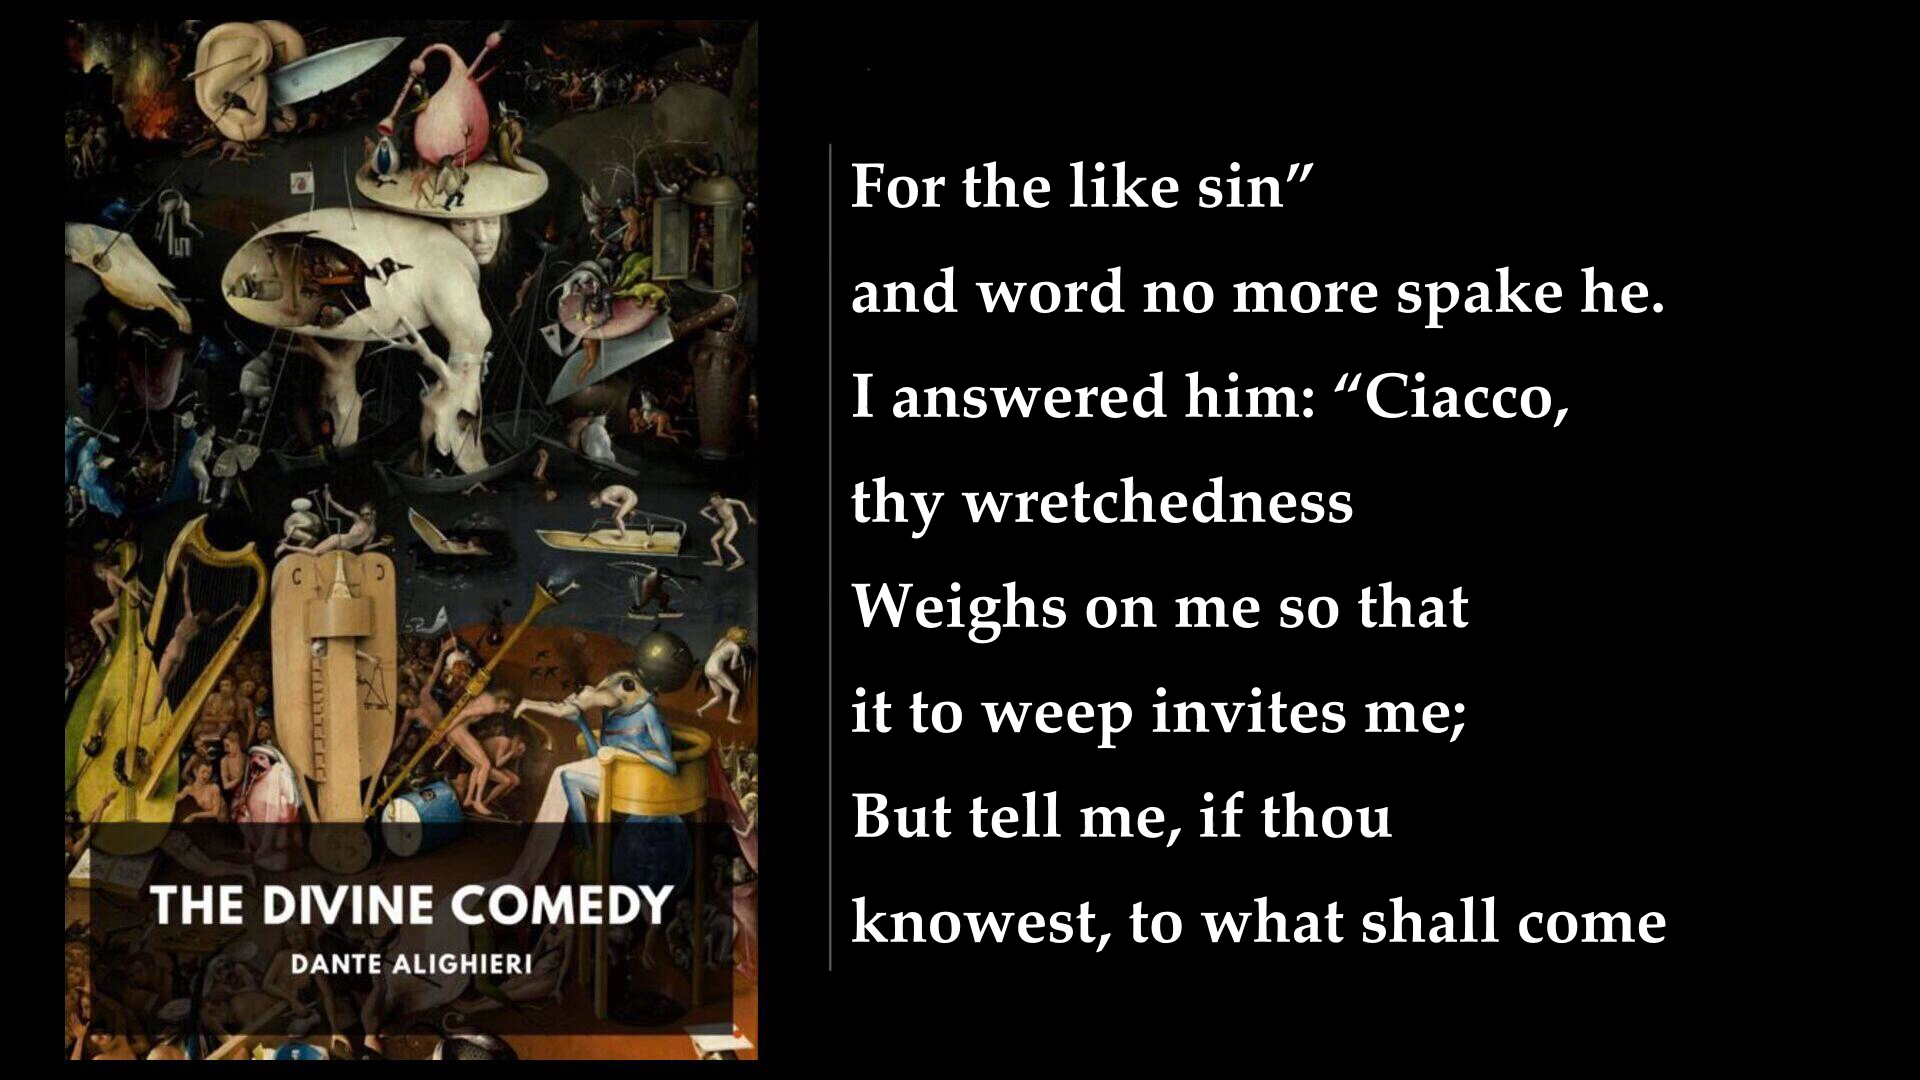 THE DIVINE COMEDY
DANTE ALIGHIERI
For the like sin”
and word no more spake he.
I answered him: “Ciacco,
thy wretchedness
Weighs on me so that
it to weep invites me;
But tell me, if thou
knowest, to what shall come